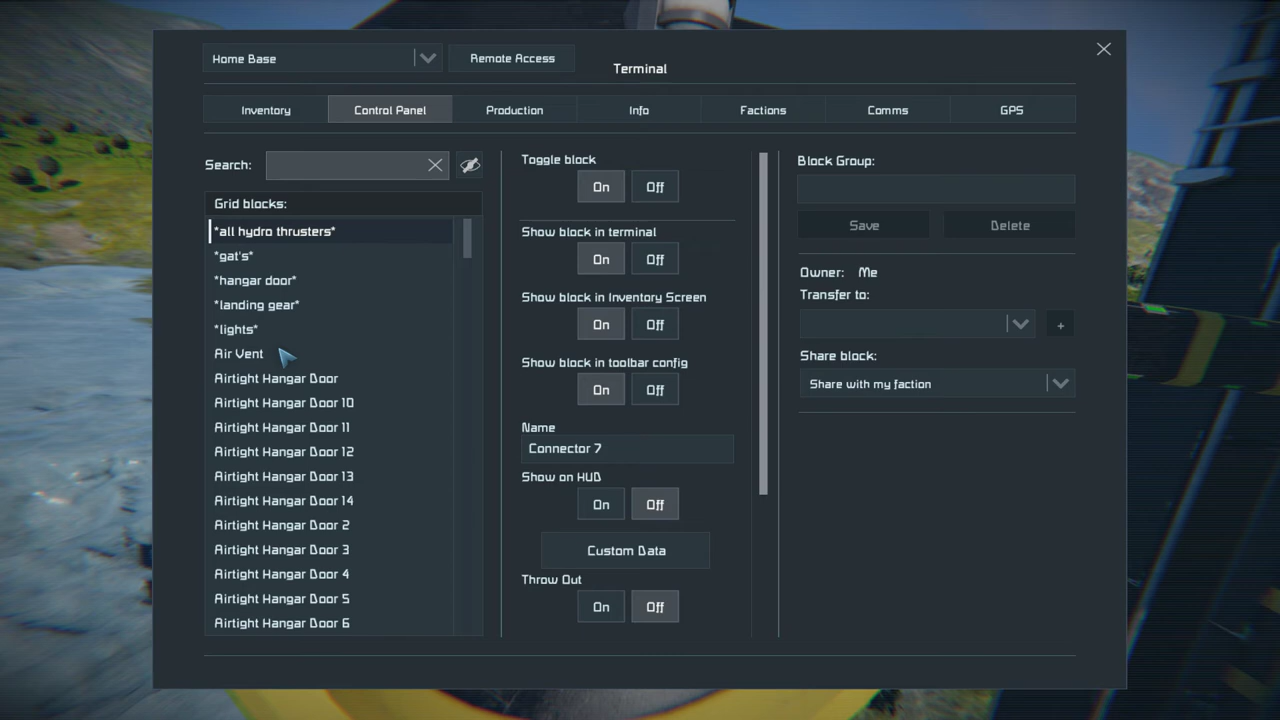 Home Base
Remote Access
Terminal
Inventory
Control Panel
Production
Info
Factions
Comms
GPS
Search:
Grid blocks:
*all hydro thrusters*
*gat's*
*hangar door*
*landing gear*
*lights*
Air Vent
Airtight Hangar Door
Airtight Hangar Door 10
Airtight Hangar Door 11
Airtight Hangar Door 12
Airtight Hangar Door 13
Airtight Hangar Door 14
Airtight Hangar Door 2
Airtight Hangar Door 3
Airtight Hangar Door 4
Airtight Hangar Door 5
Airtight Hangar Door 6
Toggle block
On Off
Show block in terminal
On Off
Show block in Inventory Screen
On Off
Show block in toolbar config
On Off
Name
Connector 7
Show on HUD
On Off
Custom Data
Throw Out
On Off
Block Group:
Save Delete
Owner: Me
Transfer to:
+
Share block:
Share with my faction